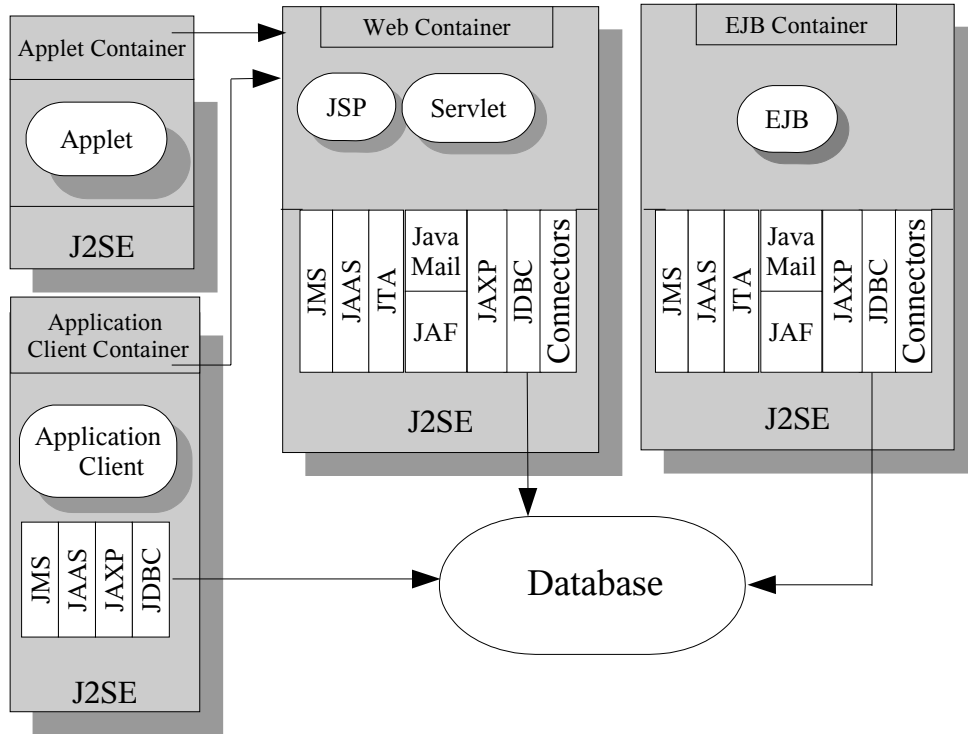 Applet Container
Applet
J2SE
Application
Client Container
Application
Client
JMS
JAAS
JAXP
JDBC
J2SE
Web Container
JSP
Servlet
JMS
JAAS
JTA
Java
Mail
JAF
JAXP
JDBC
Connectors
J2SE
EJB Container
EJB
JMS
JAAS
JTA
Java
Mail
JAF
JAXP
JDBC
Connectors
J2SE
Database